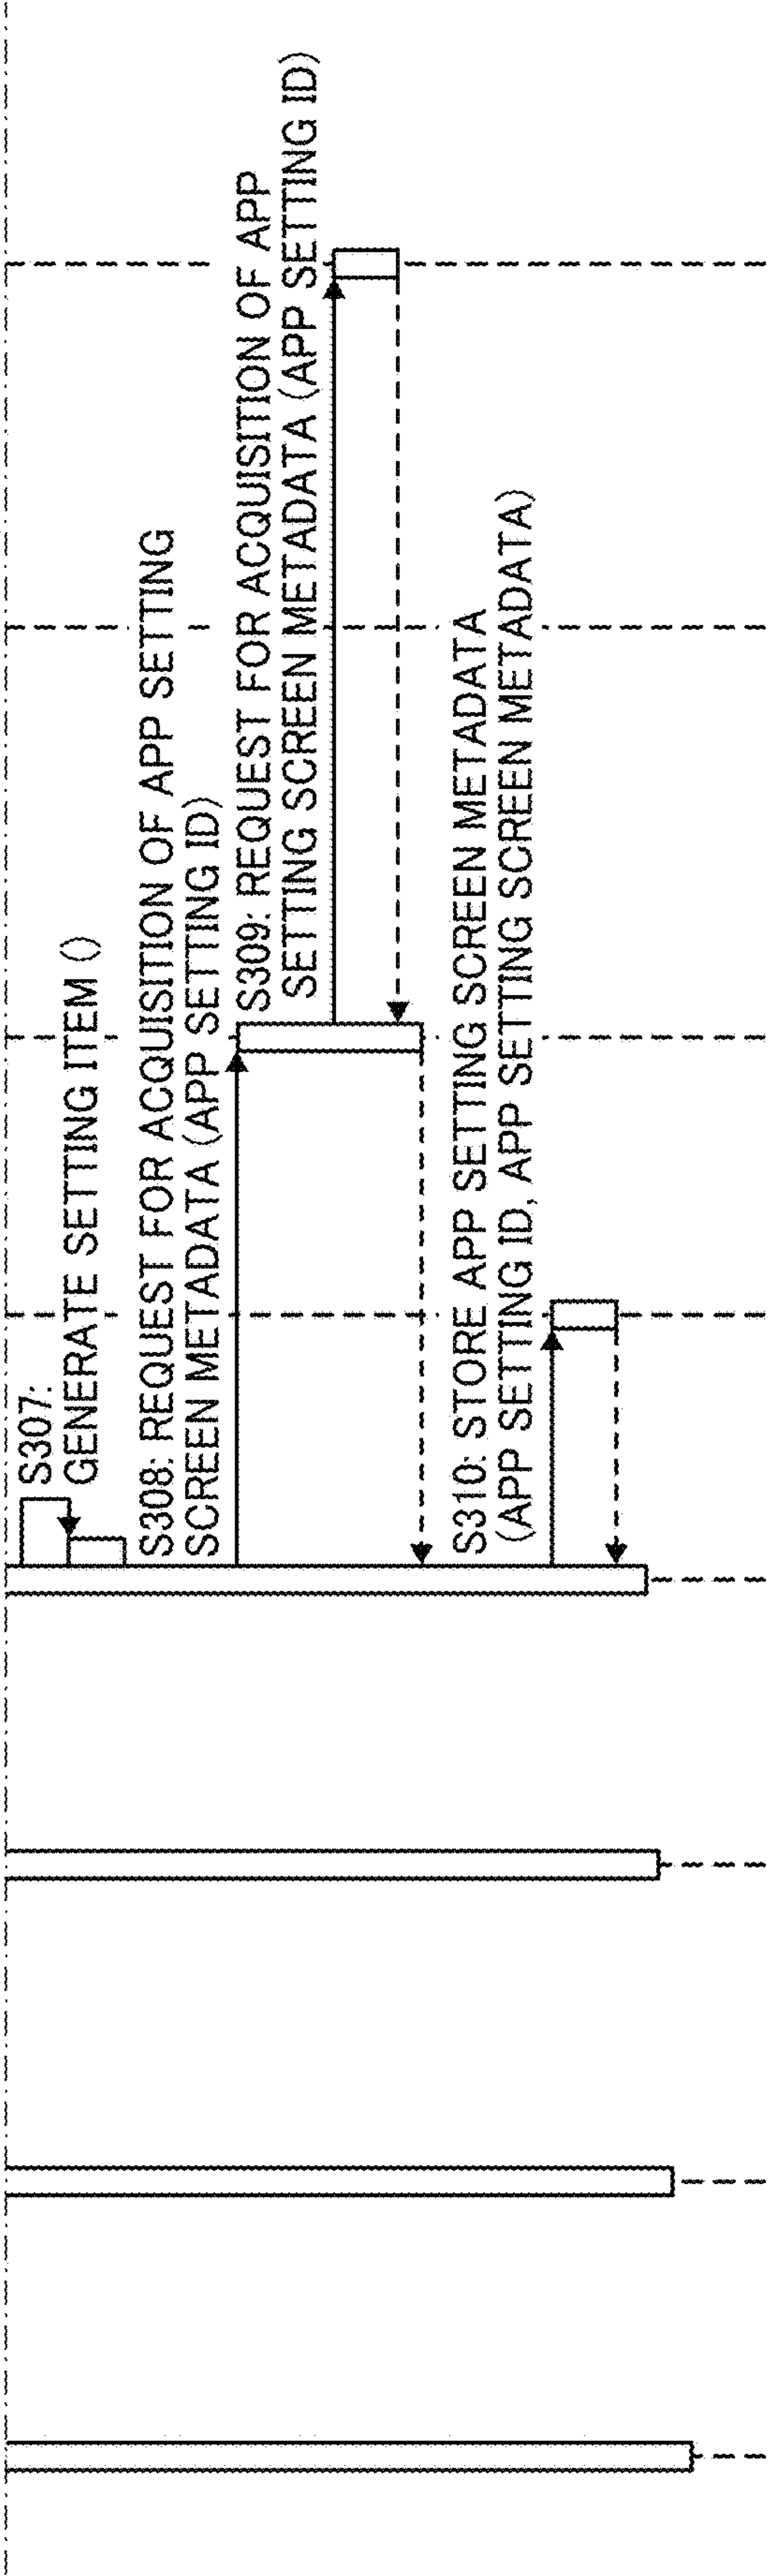 S307:
GENERATE SETTING ITEM ()
S308: REQUEST FOR ACQUISITION OF APP SETTING
SCREEN METADATA (APP SETTING ID)
S309: REQUEST FOR ACQUISITION OF APP
SETTING SCREEN METADATA (APP SETTING ID)
S310: STORE APP SETTING SCREEN METADATA
(APP SETTING ID, APP SETTING SCREEN METADATA)